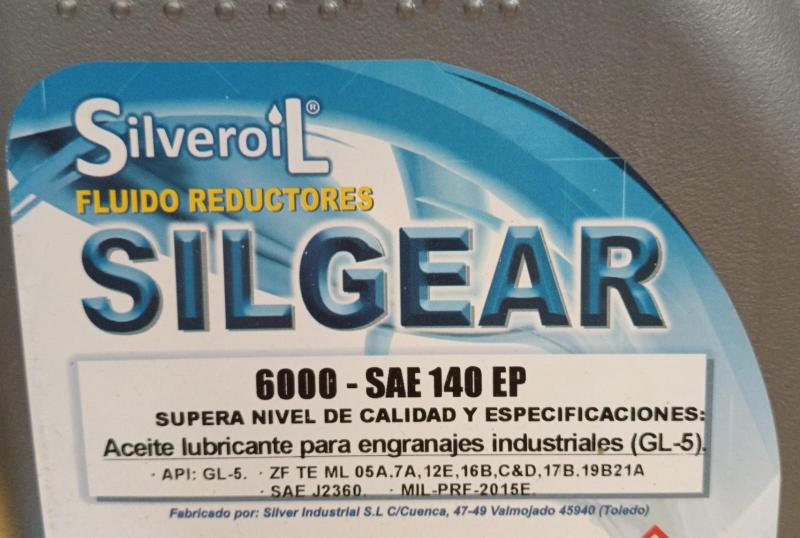 Silveroil®
FLUIDO REDUCTORES
SILGEAR
6000 - SAE 140 EP
SUPERA NIVEL DE CALIDAD Y ESPECIFICACIONES:
Aceite lubricante para engranajes industriales (GL-5).
· API: GL-5. · ZF TE ML 05A,7A,12E,16B,C&D,17B,19B21A
· SAE J2360. · MIL-PRF-2015E.
Fabricado por: Silver Industrial S.L C/Cuenca, 47-49 Valmojado 45940 (Toledo)